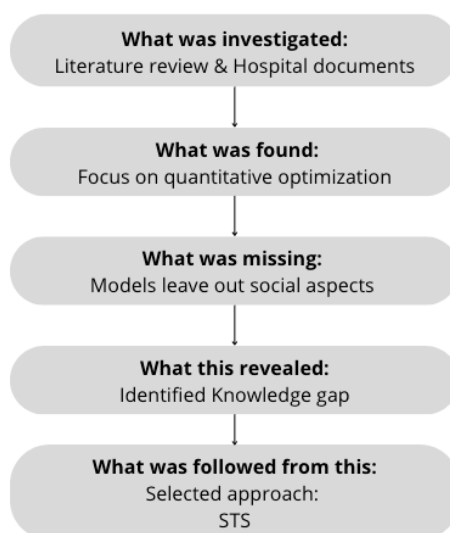 What was investigated:
Literature review & Hospital documents
What was found:
Focus on quantitative optimization
What was missing:
Models leave out social aspects
What this revealed:
Identified Knowledge gap
What was followed from this:
Selected approach:
STS